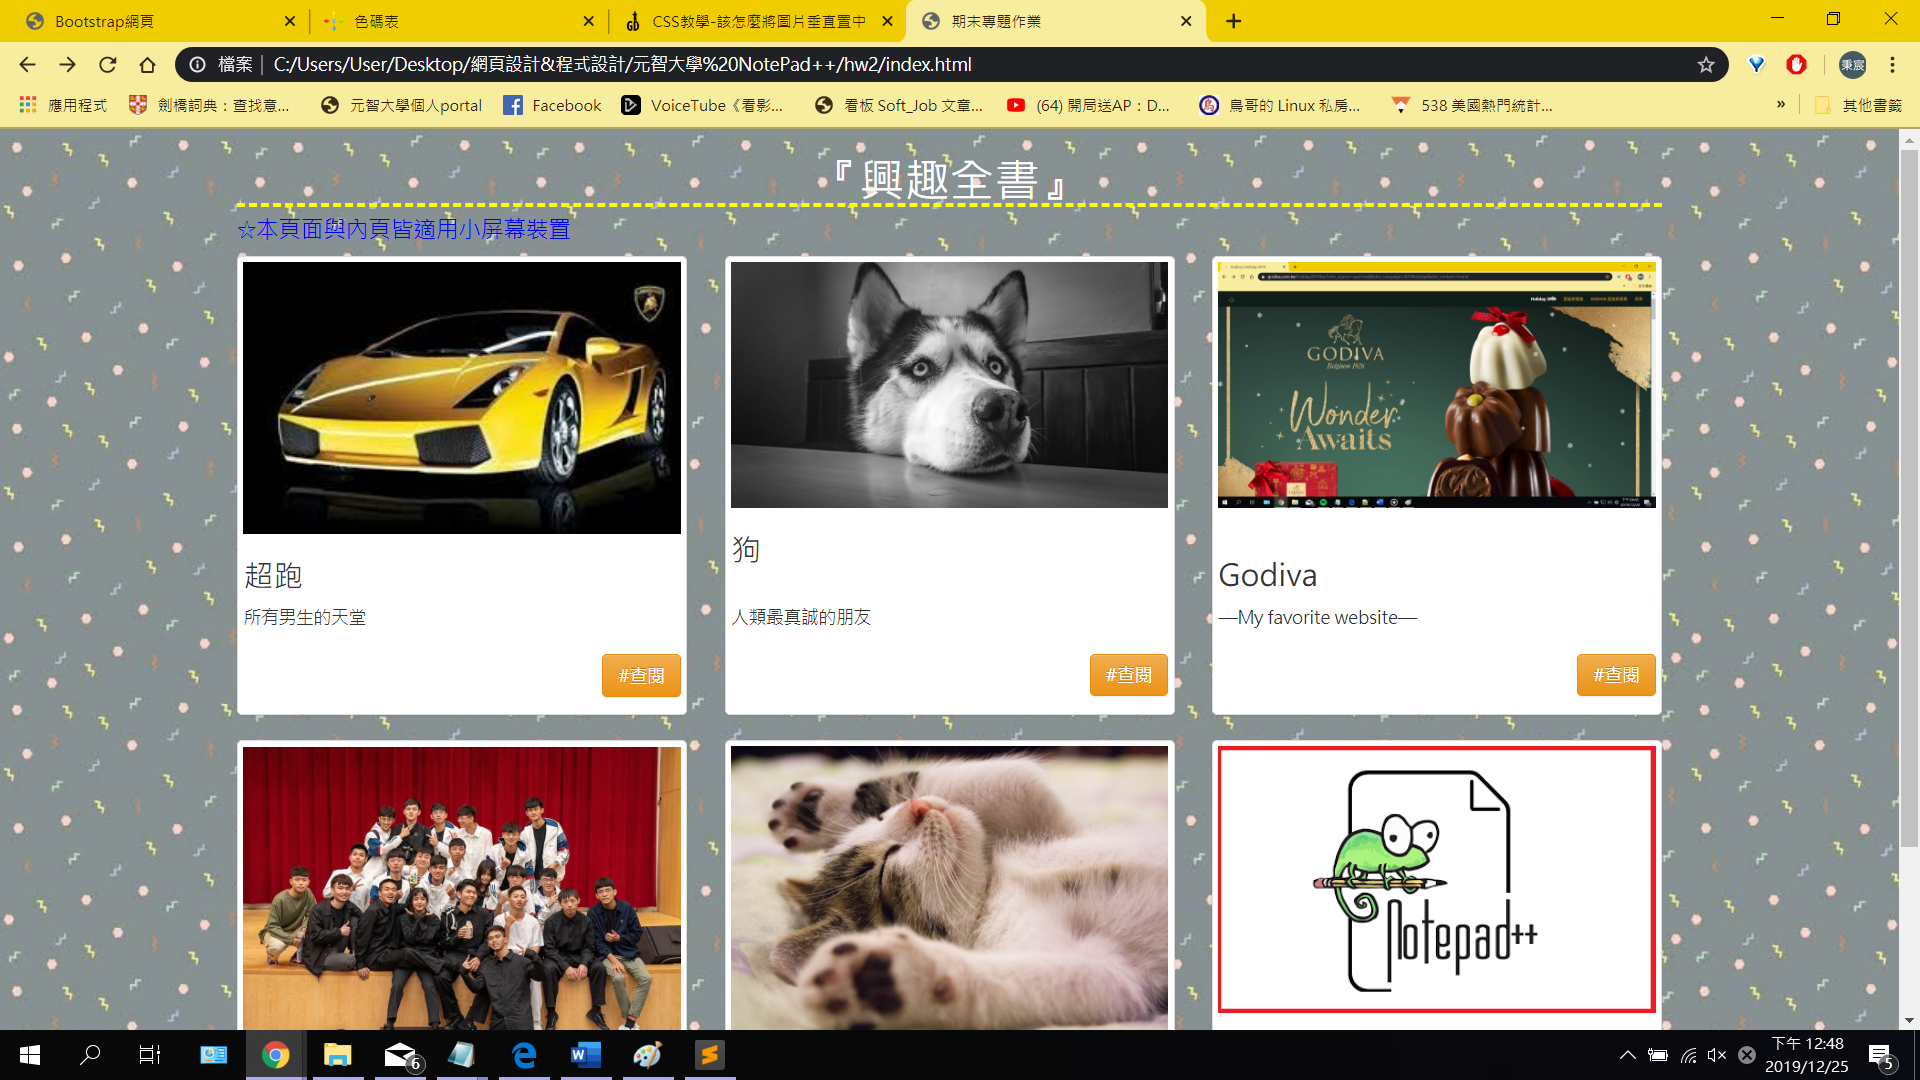 Bootstrap網頁
色碼表
CSS教學-該怎麼將圖片垂直置中
期末專題作業
檔案 | C:/Users/User/Desktop/網頁設計&程式設計/元智大學%20NotePad++/hw2/index.html
秉宸
應用程式
劍橋詞典：查找意...
元智大學個人portal
Facebook
VoiceTube《看影...
看板 Soft_Job 文章...
(64) 開局送AP：D...
鳥哥的 Linux 私房...
538 美國熱門統計...
»
其他書籤
『興趣全書』
☆本頁面與內頁皆適用小屏幕裝置
GODIVA
Belgium 1926
Wonder
Awaits
超跑
所有男生的天堂
#查閱
狗
人類最真誠的朋友
#查閱
Godiva
—My favorite website—
#查閱
Notepad++
6
下午 12:48
2019/12/25
5